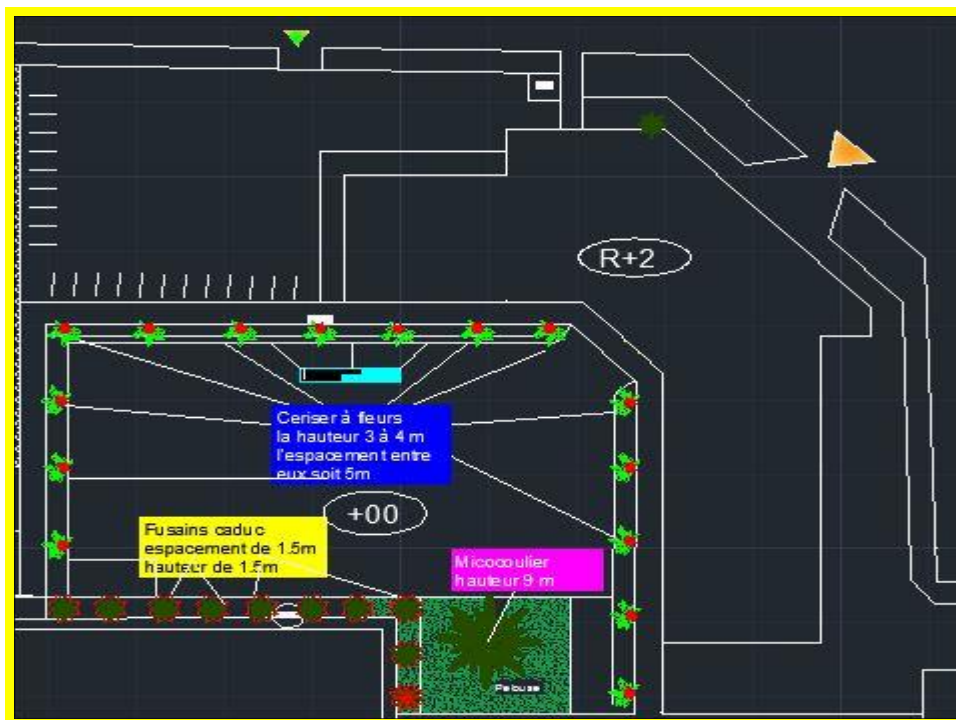 R+2
Ceriser à fleurs
la hauteur 3 à 4 m
l'espacement entre
eux soit 5m
+00
Fusains caduc
espacement de 1.5m
hauteur de 1.5m
Micocoulier
hauteur 9 m
Pelouse